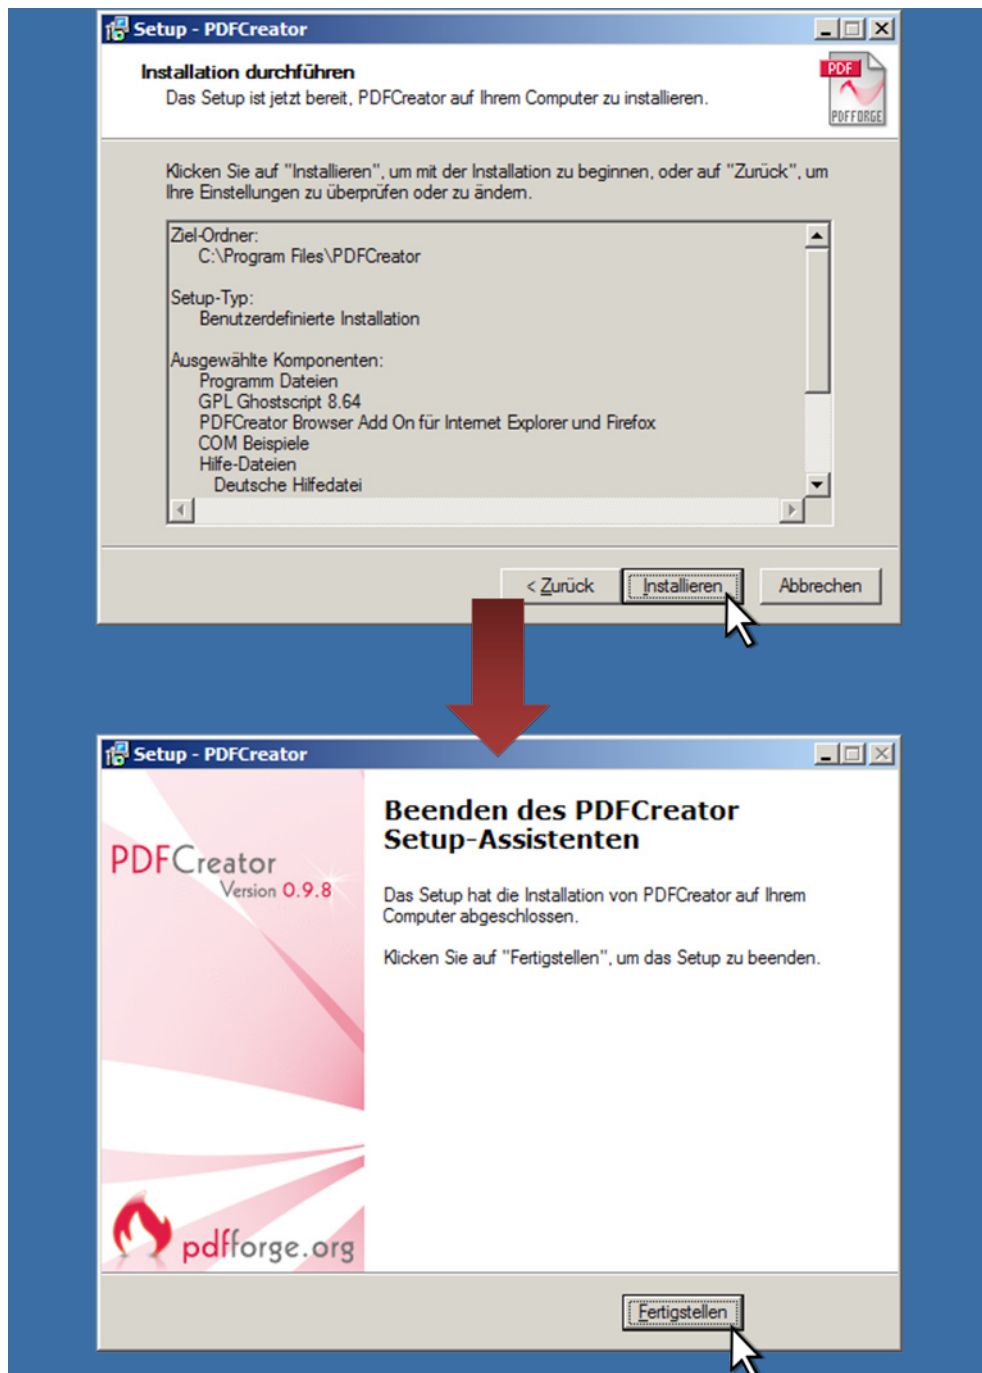 Setup - PDFCreator
Installation durchführen
Das Setup ist jetzt bereit, PDFCreator auf Ihrem Computer zu installieren.
PDF
PDFFORGE
Klicken Sie auf "Installieren", um mit der Installation zu beginnen, oder auf "Zurück", um
Ihre Einstellungen zu überprüfen oder zu ändern.
Ziel-Ordner:
C:\Program Files\PDFCreator
Setup-Typ:
Benutzerdefinierte Installation
Ausgewählte Komponenten:
Programm Dateien
GPL Ghostscript 8.64
PDFCreator Browser Add On für Internet Explorer und Firefox
COM Beispiele
Hilfe-Dateien
Deutsche Hilfedatei
< Zurück
Installieren
Abbrechen
Setup - PDFCreator
PDFCreator
Version 0.9.8
Beenden des PDFCreator
Setup-Assistenten
Das Setup hat die Installation von PDFCreator auf Ihrem
Computer abgeschlossen.
Klicken Sie auf "Fertigstellen", um das Setup zu beenden.
pdfforge.org
Fertigstellen